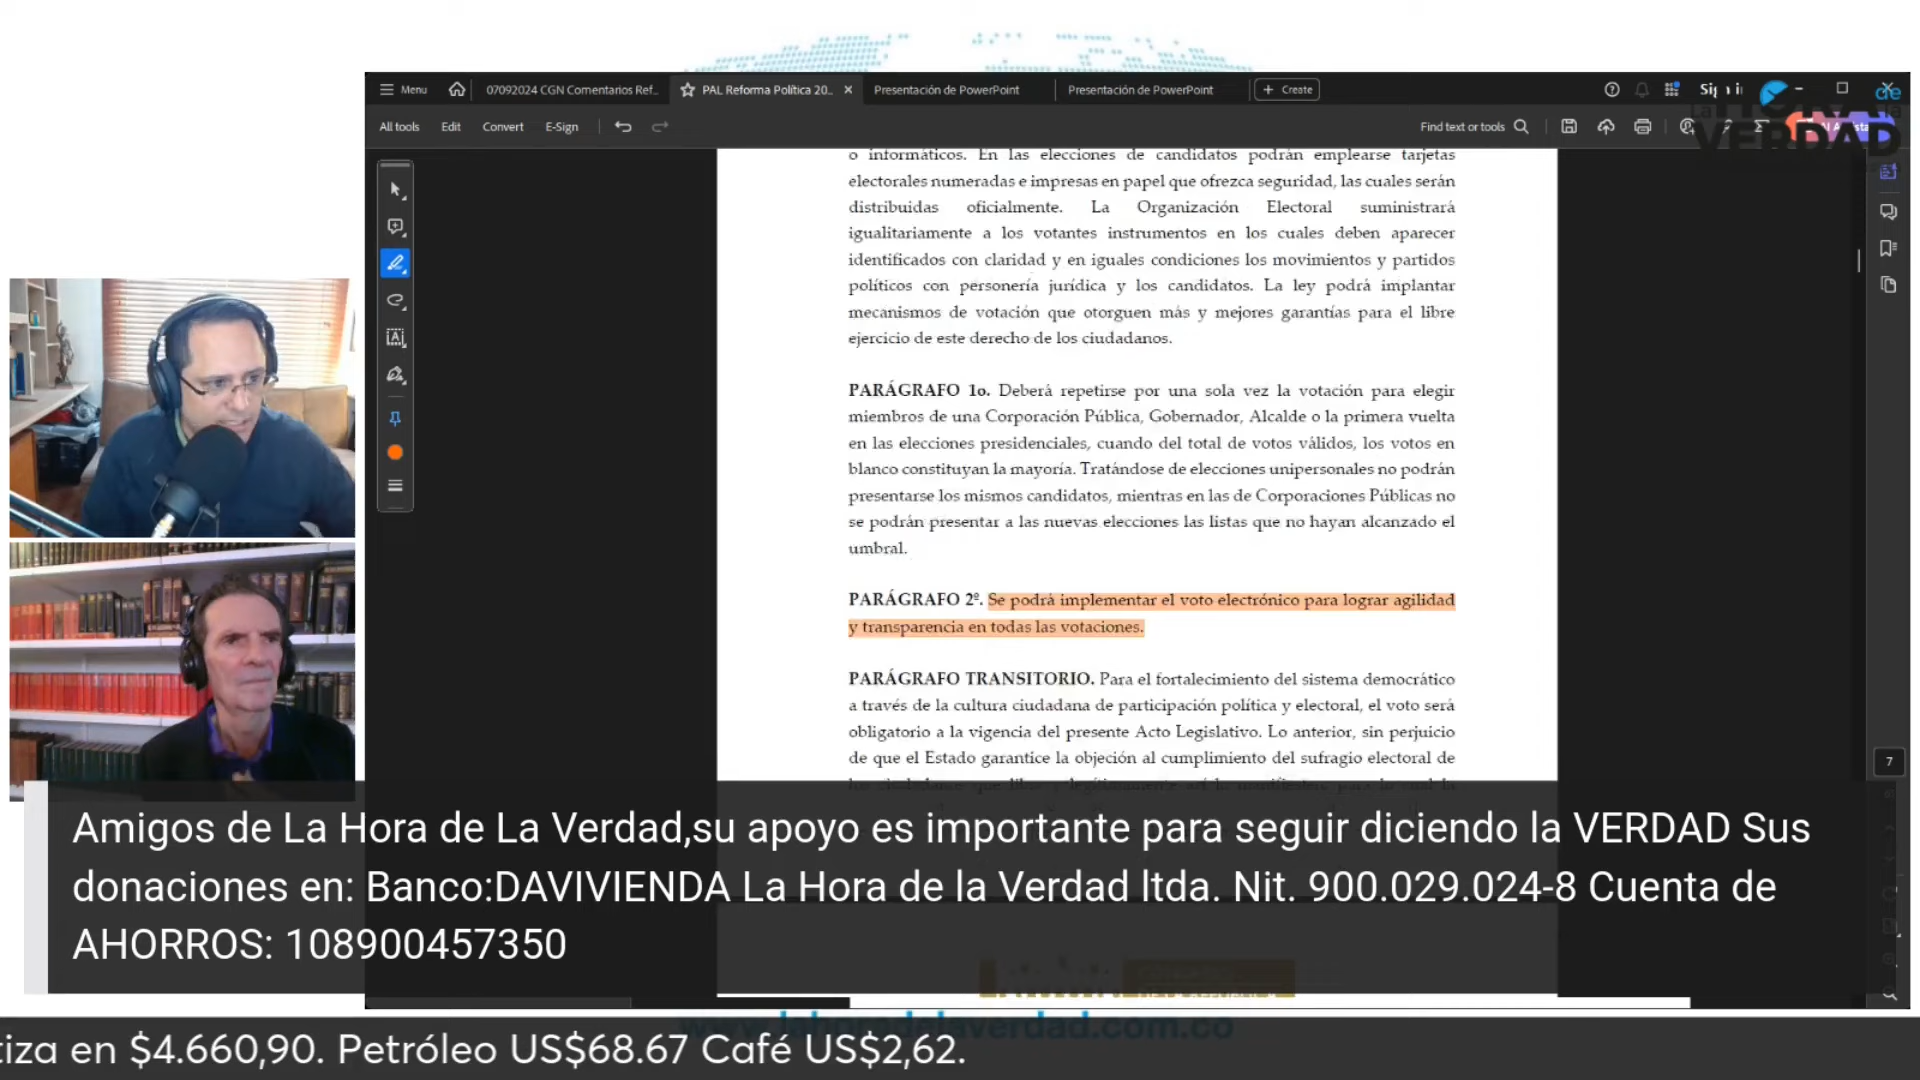 Menu
07092024 CGN Comentarios Ref...
PAL Reforma Política 20...
Presentación de PowerPoint
Presentación de PowerPoint
+ Create
All tools
Edit
Convert
E-Sign
Find text or tools
VERDAD
o informáticos. En las elecciones de candidatos podrán emplearse tarjetas
electorales numeradas e impresas en papel que ofrezca seguridad, las cuales serán
distribuidas oficialmente. La Organización Electoral suministrará
igualitariamente a los votantes instrumentos en los cuales deben aparecer
identificados con claridad y en iguales condiciones los movimientos y partidos
políticos con personería jurídica y los candidatos. La ley podrá implantar
mecanismos de votación que otorguen más y mejores garantías para el libre
ejercicio de este derecho de los ciudadanos.
PARÁGRAFO 1o. Deberá repetirse por una sola vez la votación para elegir
miembros de una Corporación Pública, Gobernador, Alcalde o la primera vuelta
en las elecciones presidenciales, cuando del total de votos válidos, los votos en
blanco constituyan la mayoría. Tratándose de elecciones unipersonales no podrán
presentarse los mismos candidatos, mientras en las de Corporaciones Públicas no
se podrán presentar a las nuevas elecciones las listas que no hayan alcanzado el
umbral.
PARÁGRAFO 2º. Se podrá implementar el voto electrónico para lograr agilidad
y transparencia en todas las votaciones.
PARÁGRAFO TRANSITORIO. Para el fortalecimiento del sistema democrático
a través de la cultura ciudadana de participación política y electoral, el voto será
obligatorio a la vigencia del presente Acto Legislativo. Lo anterior, sin perjuicio
de que el Estado garantice la objeción al cumplimiento del sufragio electoral de
7
Amigos de La Hora de La Verdad,su apoyo es importante para seguir diciendo la VERDAD Sus
donaciones en: Banco:DAVIVIENDA La Hora de la Verdad ltda. Nit. 900.029.024-8 Cuenta de
AHORROS: 108900457350
www.lahoradelaverdad.com.co
tiza en $4.660,90. Petróleo US$68.67 Café US$2,62.